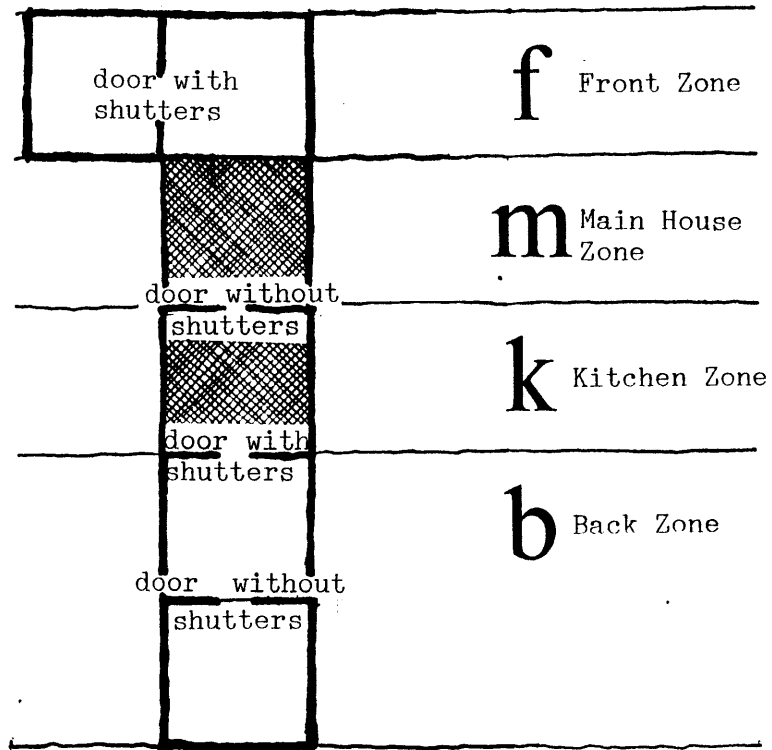 door with
shutters
f Front Zone
m Main House
Zone
door without
shutters
k Kitchen Zone
door with
shutters
b Back Zone
door without
shutters